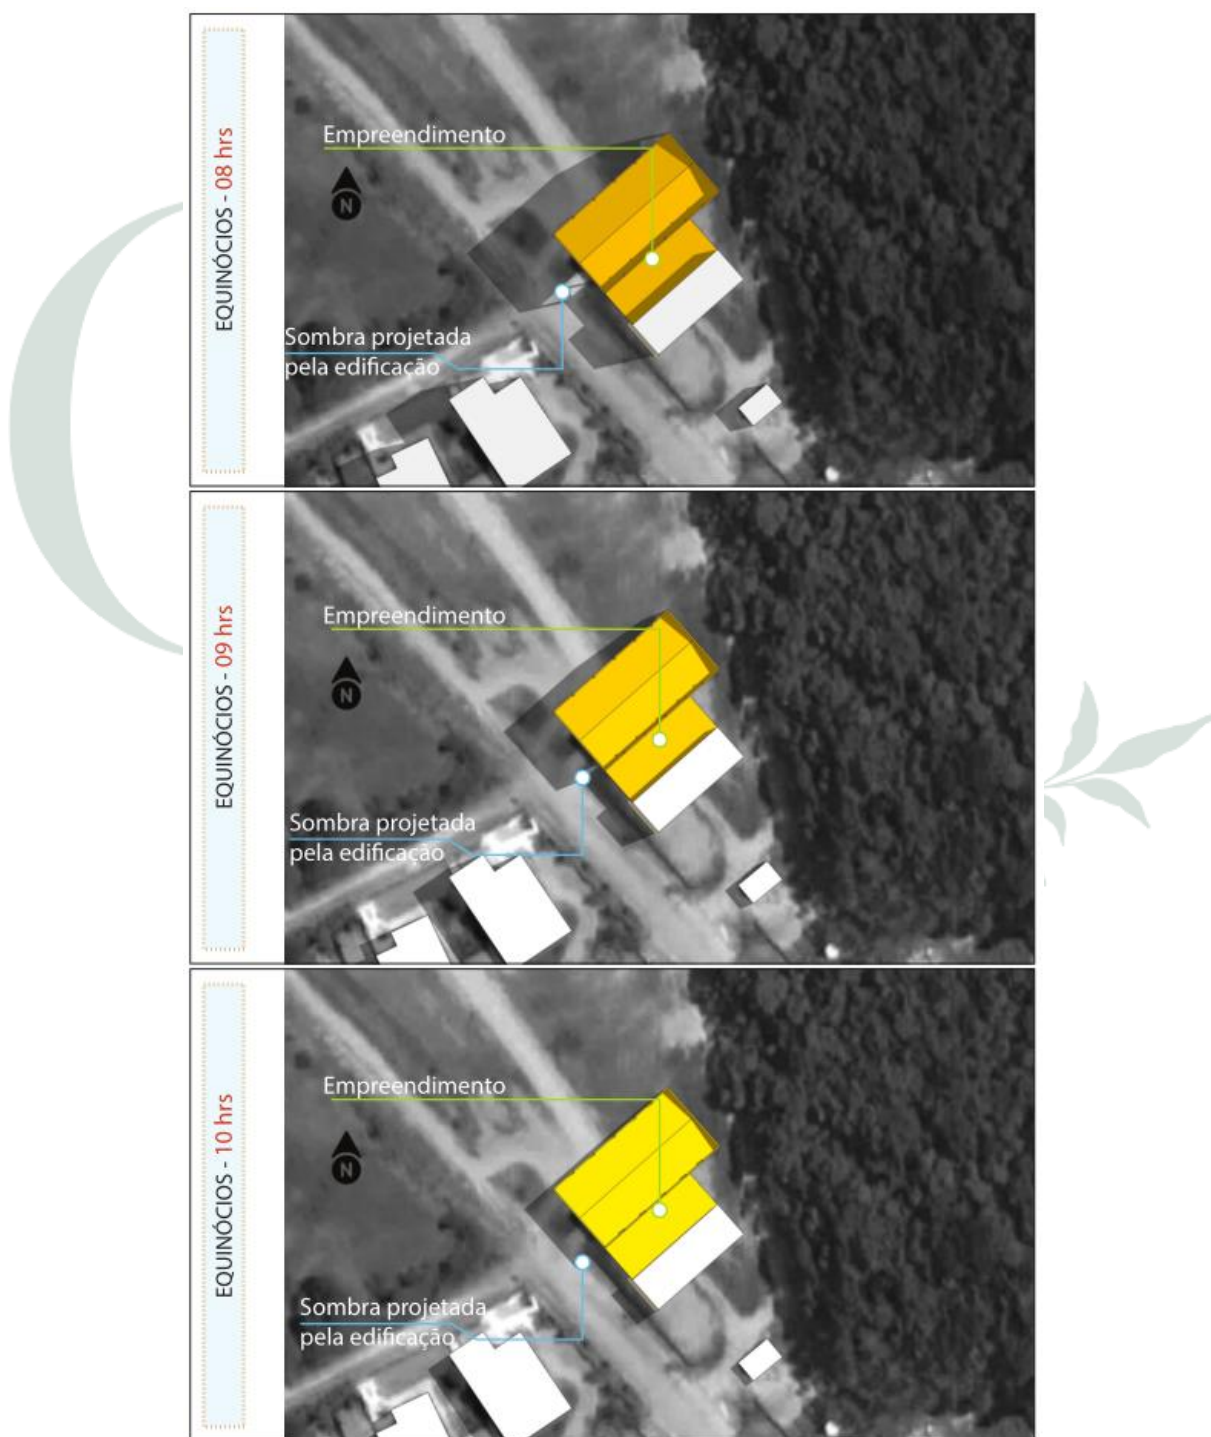 EQUINÓCIOS - 08 hrs
Empreendimento
N
Sombra projetada
pela edificação
EQUINÓCIOS - 09 hrs
Empreendimento
N
Sombra projetada
pela edificação
EQUINÓCIOS - 10 hrs
Empreendimento
N
Sombra projetada
pela edificação